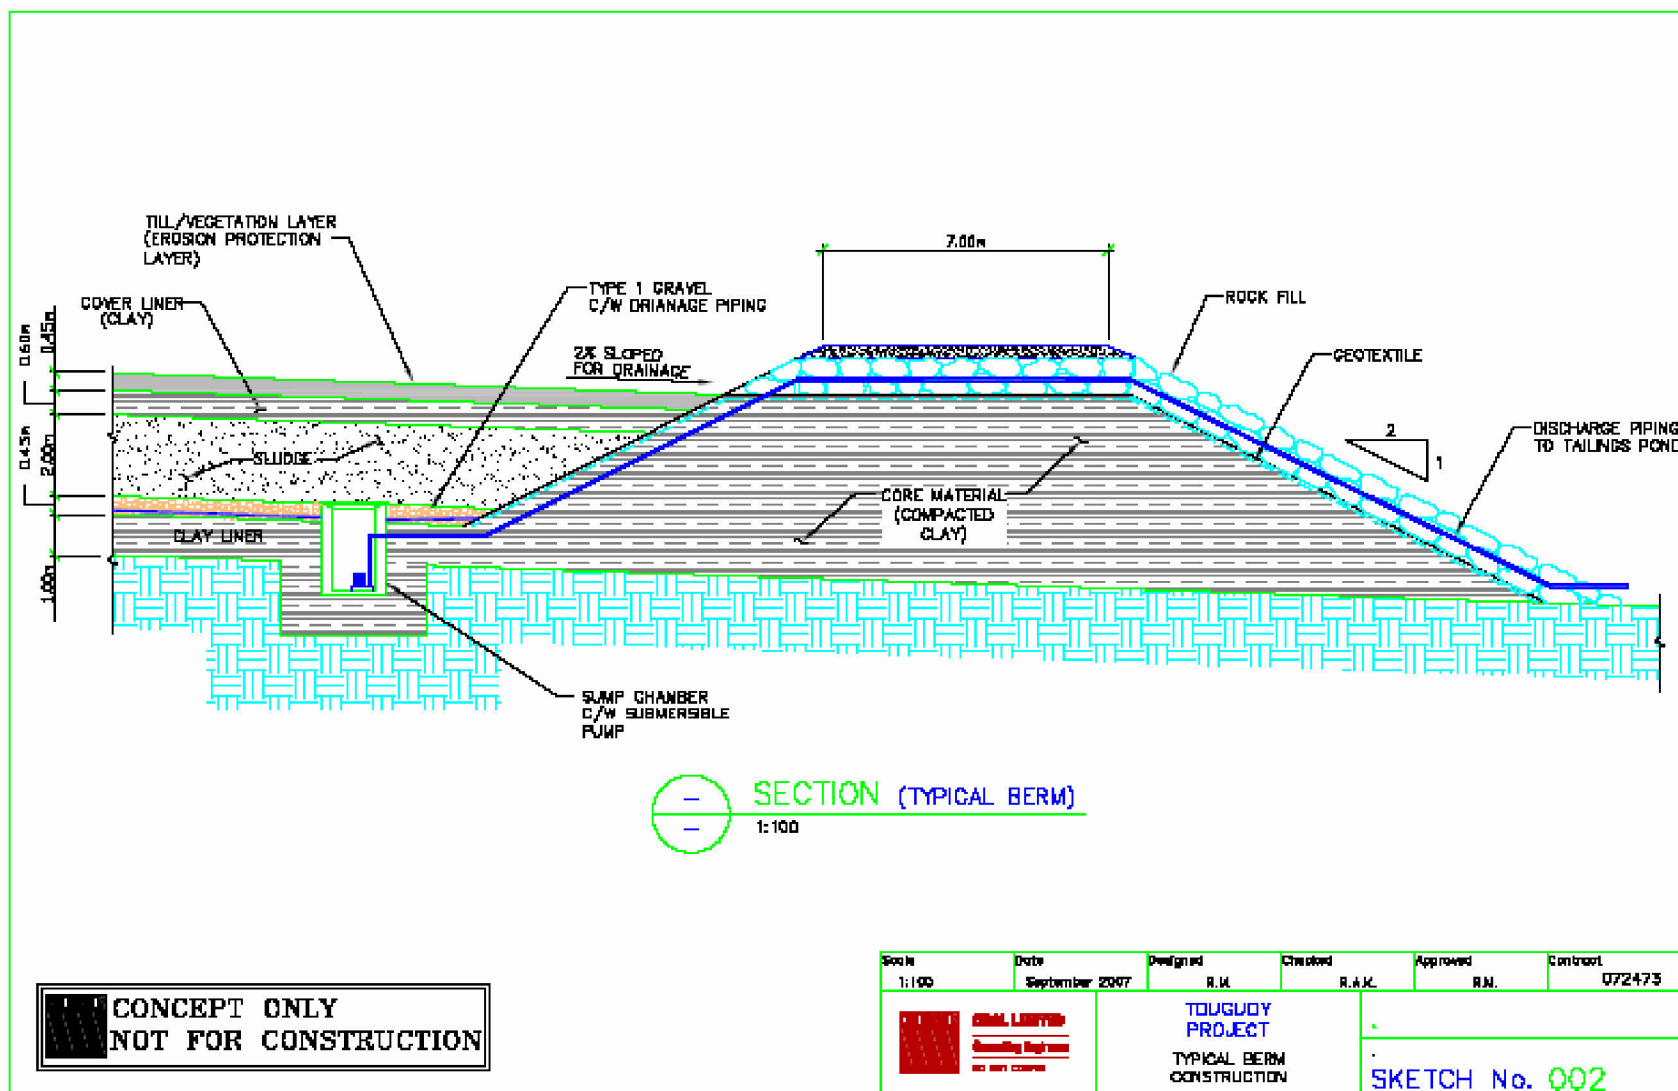 TILL/VEGETATION LAYER
(EROSION PROTECTION
LAYER)
COVER LINER
(CLAY)
TYPE 1 GRAVEL
C/W DRIANAGE PIPING
2% SLOPED
FOR DRAINAGE
7.00m
ROCK FILL
GEOTEXTILE
2
1
DISCHARGE PIPING
TO TAILINGS POND
0.60m
0.45m
0.45m
2.00m
1.00m
SLUDGE
CLAY LINER
CORE MATERIAL
(COMPACTED
CLAY)
SUMP CHAMBER
C/W SUBMERSIBLE
PUMP
SECTION (TYPICAL BERM)
1:100
CONCEPT ONLY
NOT FOR CONSTRUCTION
Scale
1:100
Date
September 2007
Designed
Checked
R.A.K.
Approved
Contract
072473
LIMITED
TOUQUOY
PROJECT
TYPICAL BERM
CONSTRUCTION
SKETCH No. 002